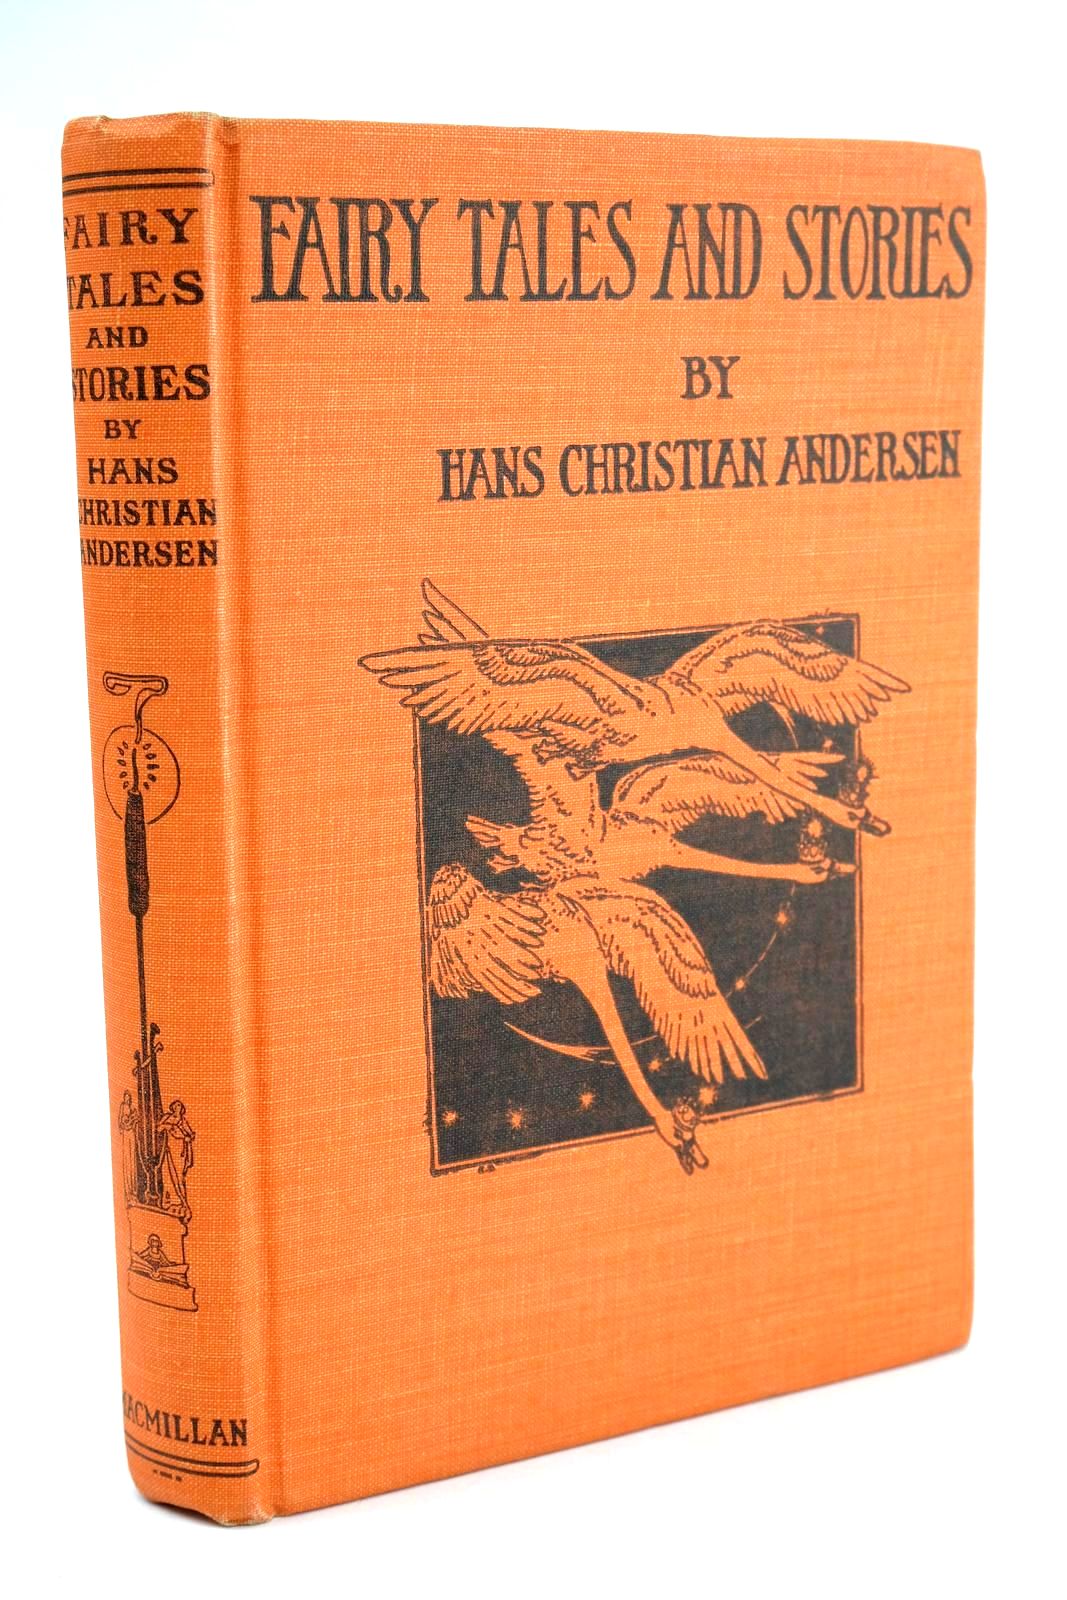 FAIRY
TALES
AND
STORIES
BY
HANS
CHRISTIAN
ANDERSEN
MACMILLAN
FAIRY TALES AND STORIES
BY
HANS CHRISTIAN ANDERSEN